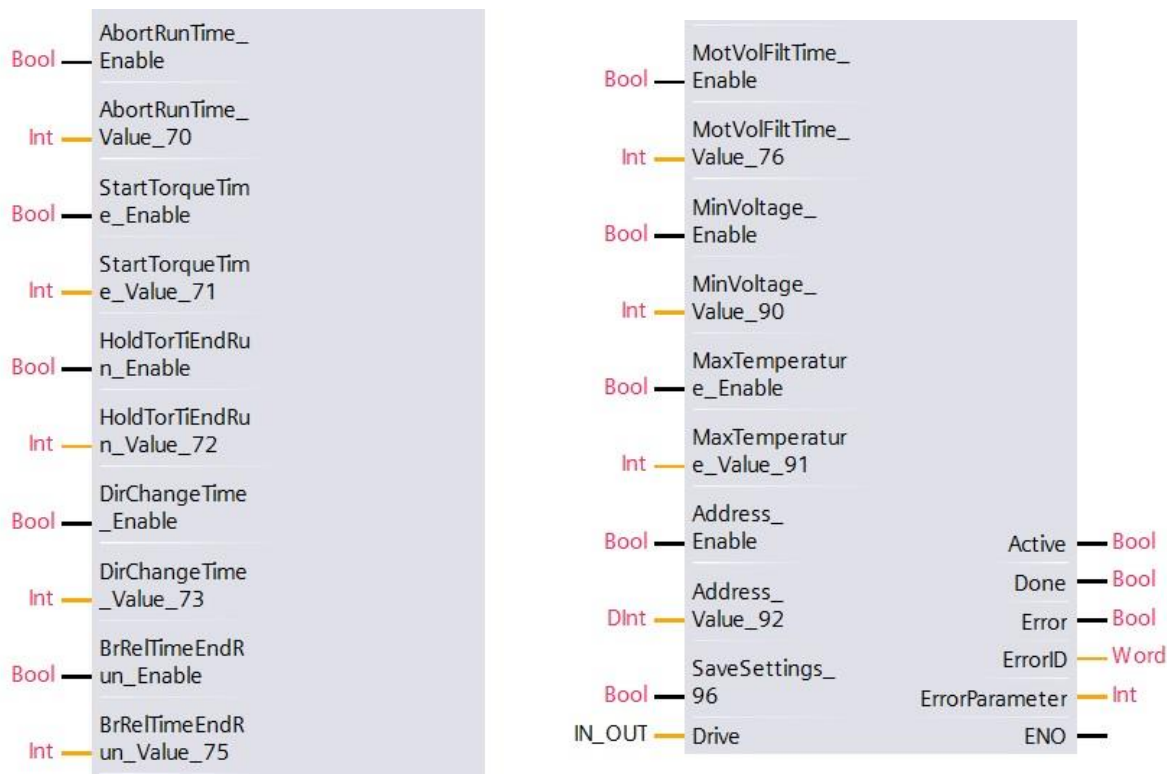 AbortRunTime_
Bool Enable
AbortRunTime_
Int Value_70
StartTorqueTim
Bool e_Enable
StartTorqueTim
Int e_Value_71
HoldTorTiEndRu
Bool n_Enable
HoldTorTiEndRu
Int n_Value_72
DirChangeTime
Bool _Enable
DirChangeTime
Int _Value_73
BrRelTimeEndR
Bool un_Enable
BrRelTimeEndR
Int un_Value_75
MotVolFiltTime_
Bool Enable
MotVolFiltTime_
Int Value_76
MinVoltage_
Bool Enable
MinVoltage_
Int Value_90
MaxTemperatur
Bool e_Enable
MaxTemperatur
Int e_Value_91
Address_
Bool Enable
Address_
DInt Value_92
SaveSettings_
Bool 96
IN_OUT Drive
Active Bool
Done Bool
Error Bool
ErrorID Word
ErrorParameter Int
ENO